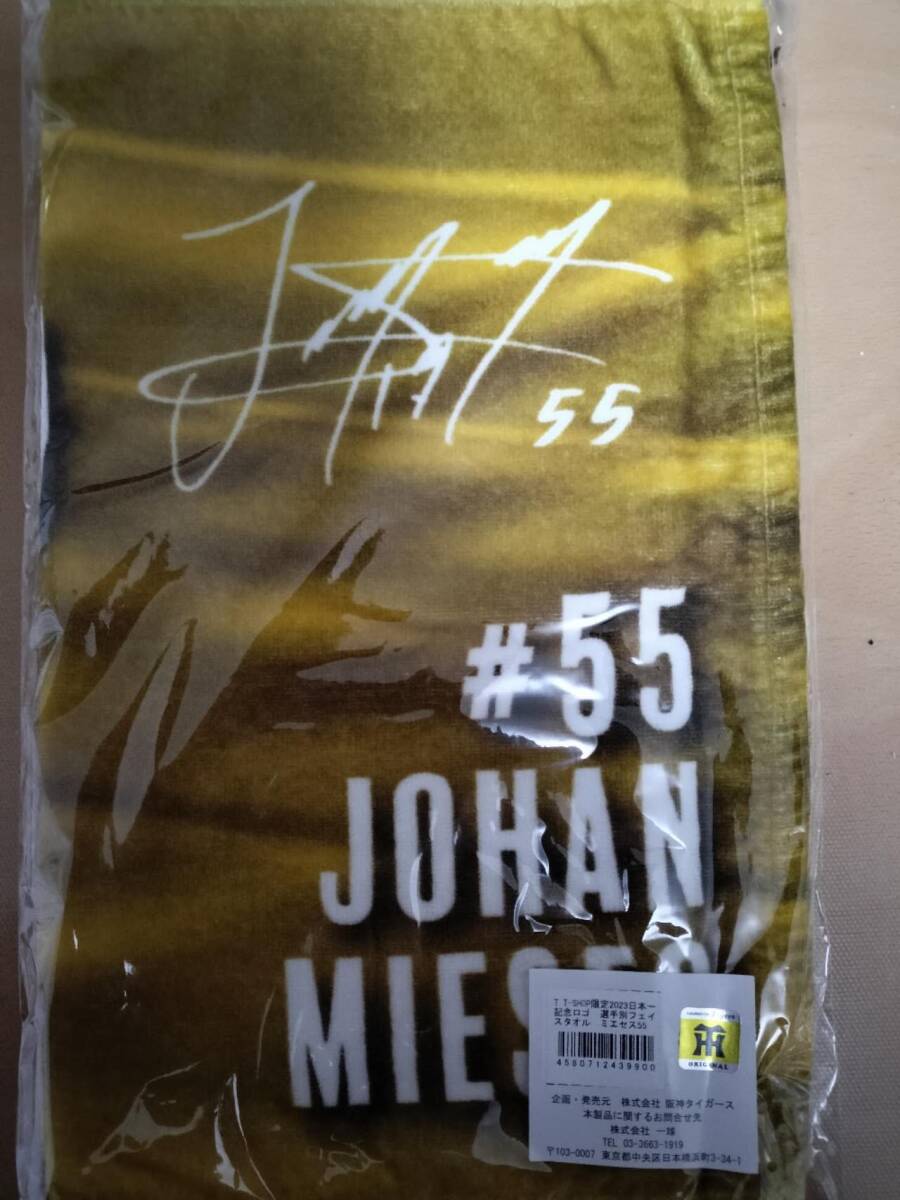 55
#55
JOHAN
MIESES
T T-SHOP限定2023日本一
記念ロゴ 選手別フェイ
スタオル ミエセス55
4580712439900
ORIGINAL
企画・発売元 株式会社 阪神タイガース
本製品に関するお問合せ先
株式会社 一球
TEL 03-3663-1919
〒103-0007 東京都中央区日本橋浜町3-34-1